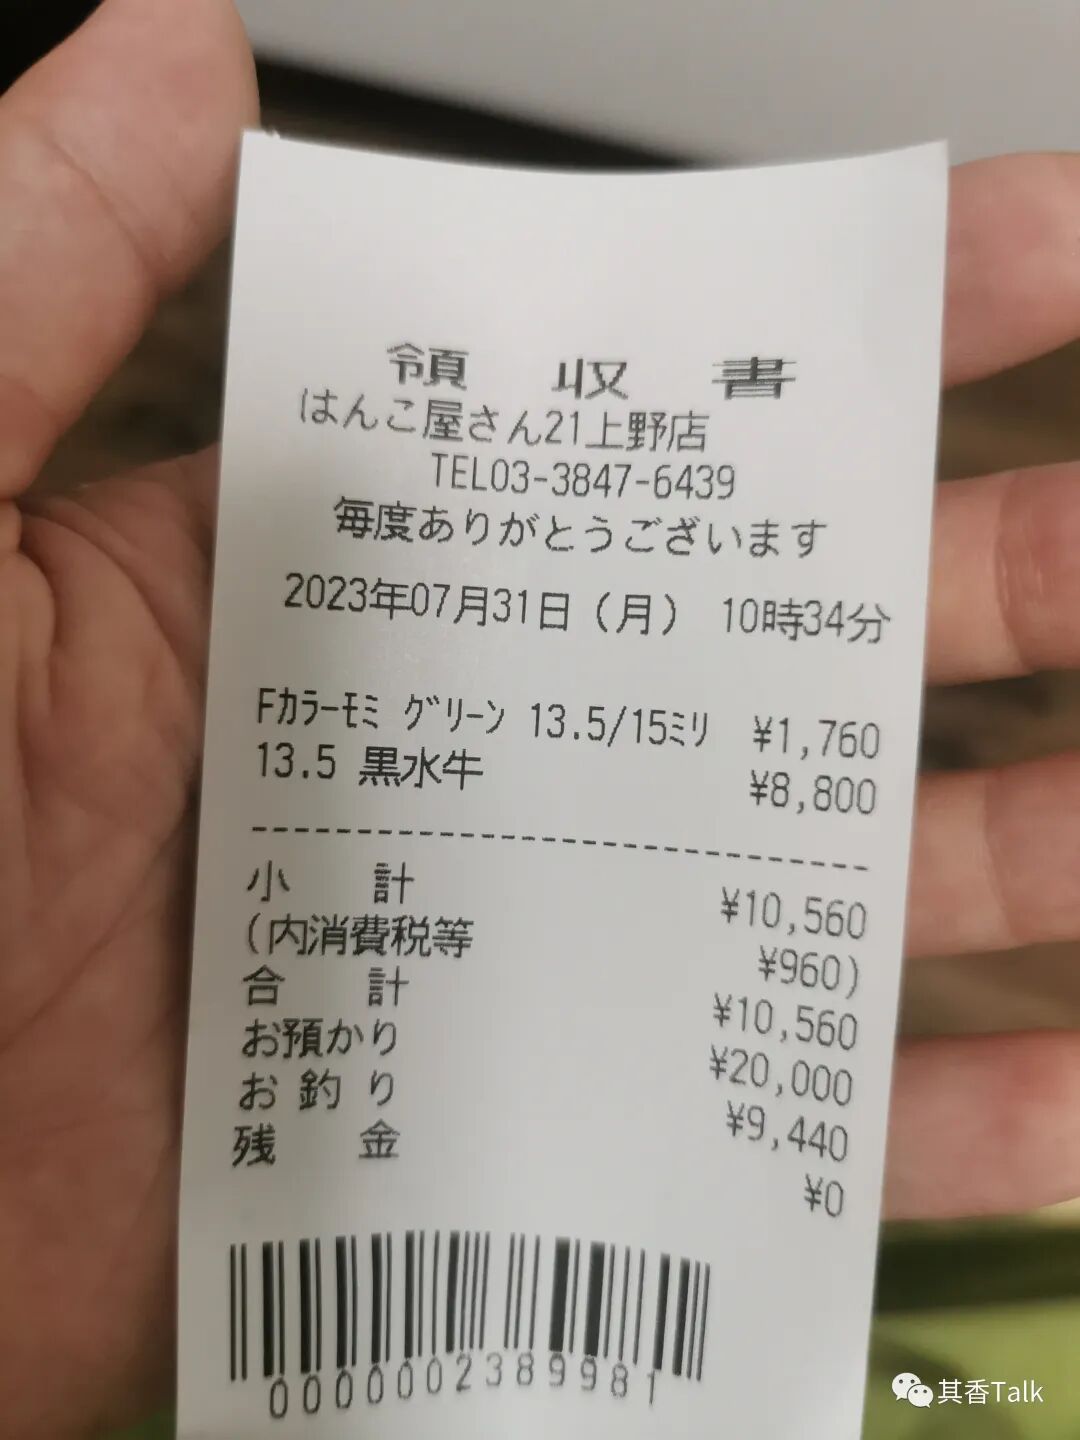 領 収 書
はんこ屋さん21上野店
TEL03-3847-6439
毎度ありがとうございます
2023年07月31日（月） 10時34分
Fｶﾗｰﾓﾐ ｸﾞﾘｰﾝ 13.5/15ﾐﾘ ¥1,760
13.5 黒水牛 ¥8,800
小 計 ¥10,560
(内消費税等 ¥960)
合 計 ¥10,560
お預かり ¥20,000
お 釣 り ¥9,440
残 金 ¥0
0000002389981
其香Talk